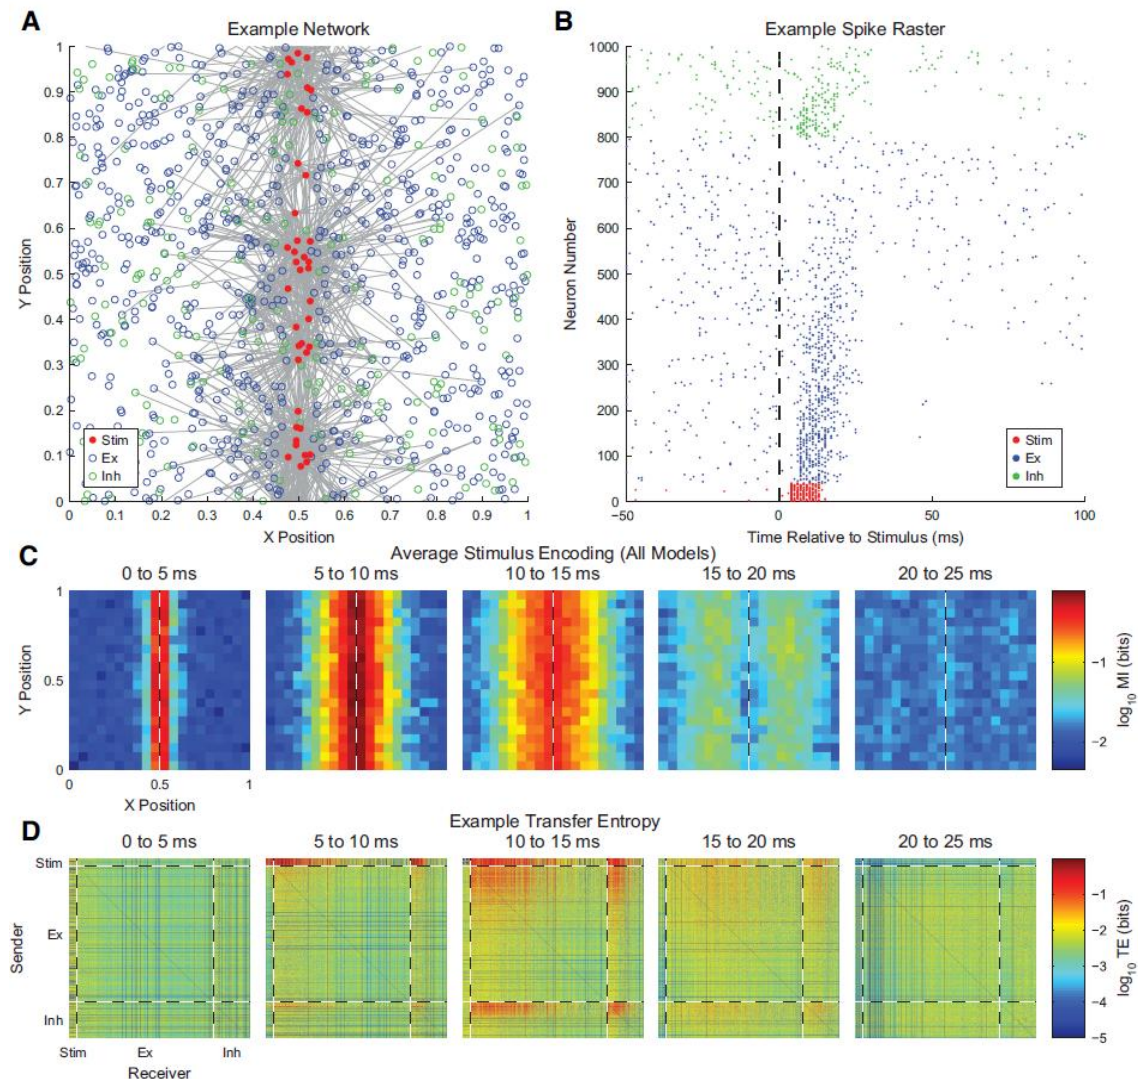 A
Example Network
Y Position
1
0.9
0.8
0.7
0.6
0.5
0.4
0.3
0.2
0.1
0
Stim
Ex
Inh
0 0.1 0.2 0.3 0.4 0.5 0.6 0.7 0.8 0.9 1
X Position
B
Example Spike Raster
Neuron Number
1000
900
800
700
600
500
400
300
200
100
0
Stim
Ex
Inh
−50 0 50 100
Time Relative to Stimulus (ms)
C
Average Stimulus Encoding (All Models)
0 to 5 ms 5 to 10 ms 10 to 15 ms 15 to 20 ms 20 to 25 ms
Y Position
1
0.5
0
0 0.5 1
X Position
−1
−2
log10 MI (bits)
D
Example Transfer Entropy
0 to 5 ms 5 to 10 ms 10 to 15 ms 15 to 20 ms 20 to 25 ms
Sender
Stim
Ex
Inh
Stim Ex Inh
Receiver
−1
−2
−3
−4
−5
log10 TE (bits)